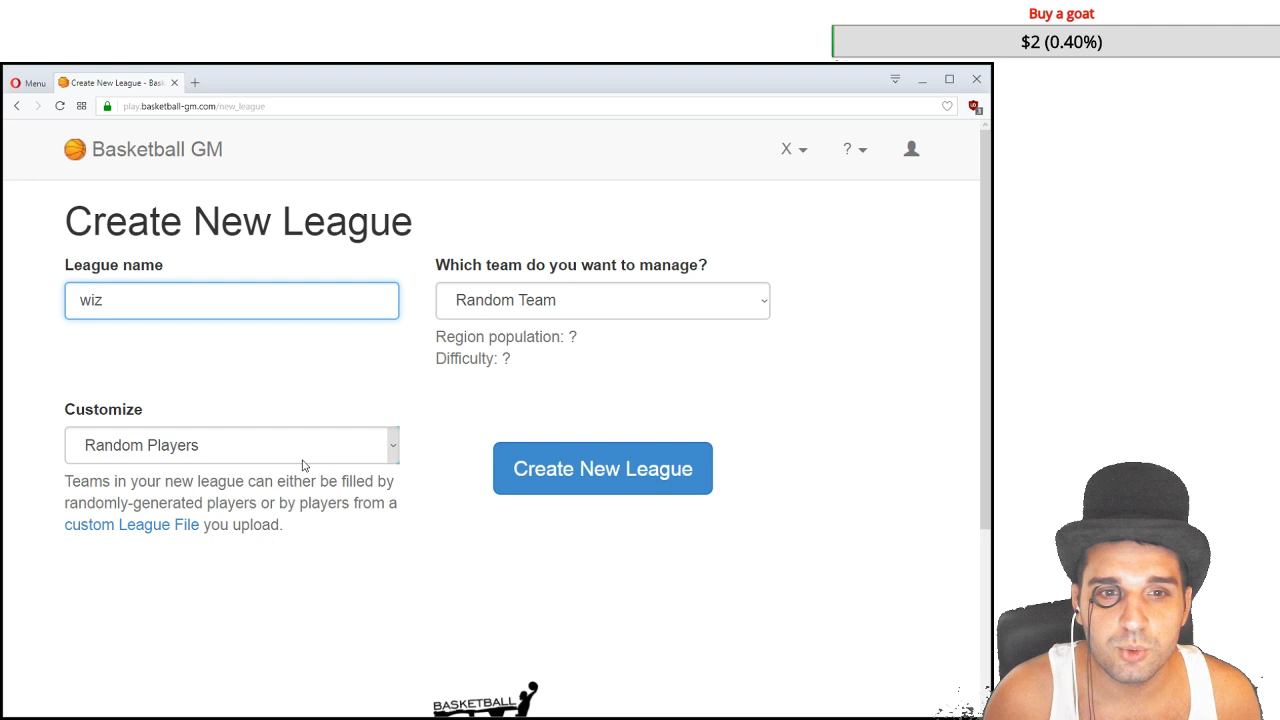 Buy a goat
$2 (0.40%)
Menu
Create New League - Bask
play.basketball-gm.com/new_league
Basketball GM
X
?
Create New League
League name
Which team do you want to manage?
wiz
Random Team
Region population: ?
Difficulty: ?
Customize
Random Players
Create New League
Teams in your new league can either be filled by
randomly-generated players or by players from a
custom League File you upload.
BASKETBALL